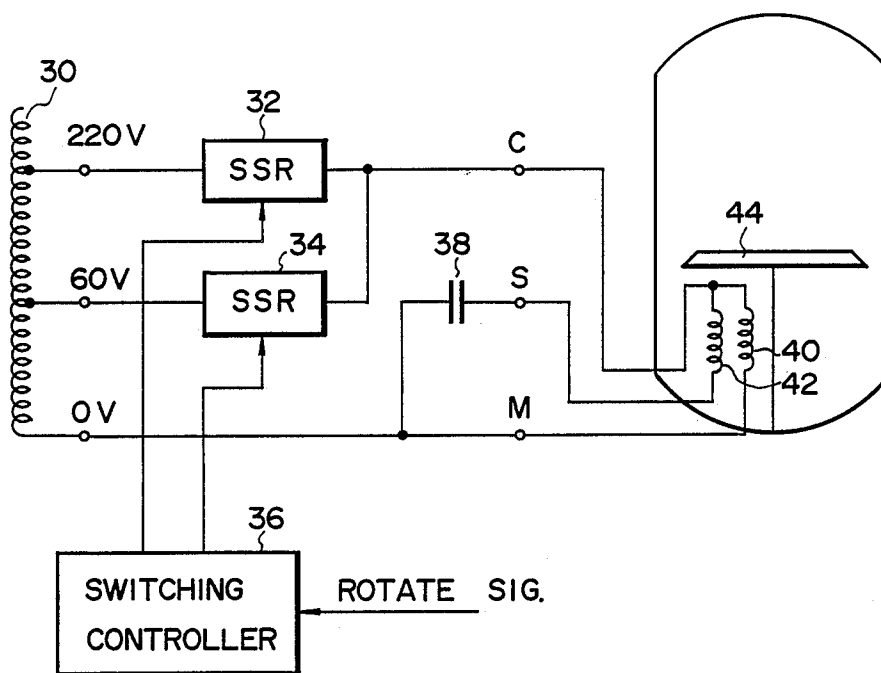 30
220V
32
SSR
C
60V
34
SSR
38
S
44
40
42
0V
M
36
SWITCHING
CONTROLLER
ROTATE SIG.